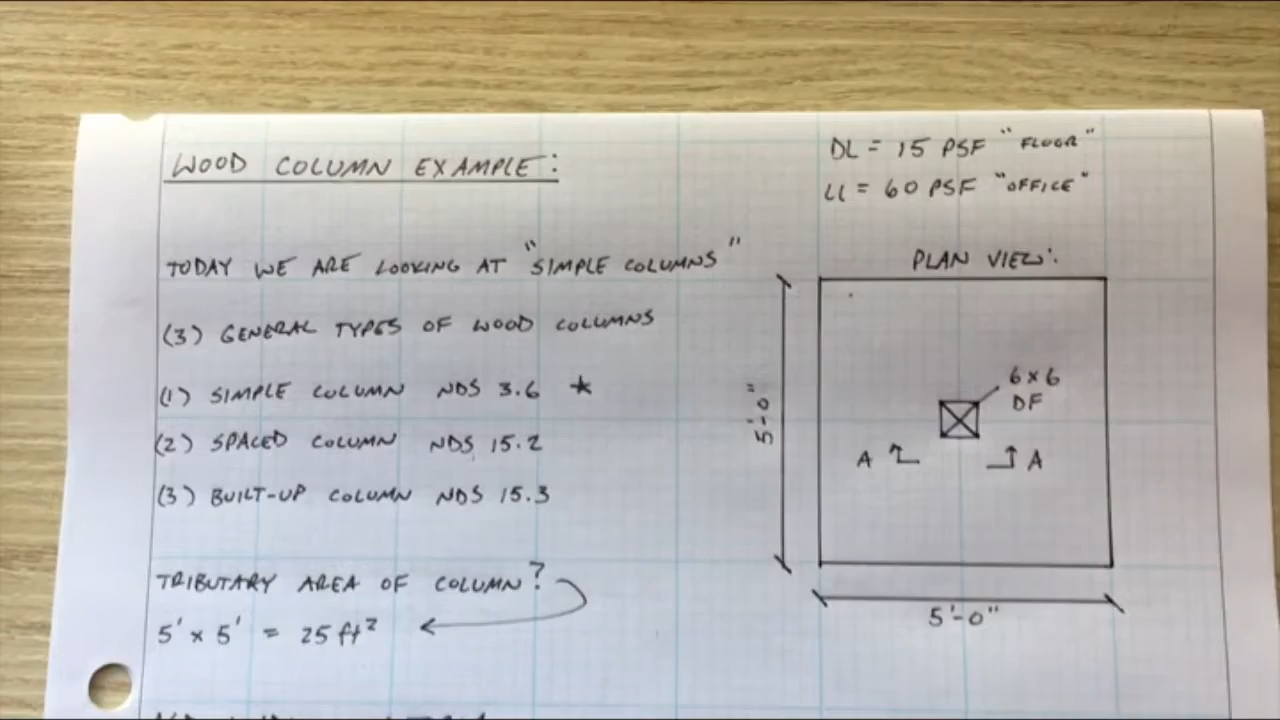 WOOD COLUMN EXAMPLE:
DL = 15 PSF "FLOOR"
LL = 60 PSF "OFFICE"
TODAY WE ARE LOOKING AT "SIMPLE COLUMNS"
(3) GENERAL TYPES OF WOOD COLUMNS
(1) SIMPLE COLUMN NDS 3.6 ★
(2) SPACED COLUMN NDS 15.2
(3) BUILT-UP COLUMN NDS 15.3
TRIBUTARY AREA OF COLUMN?
5' x 5' = 25 ft²
PLAN VIEW:
5'-0"
6x6
DF
A A
5'-0"